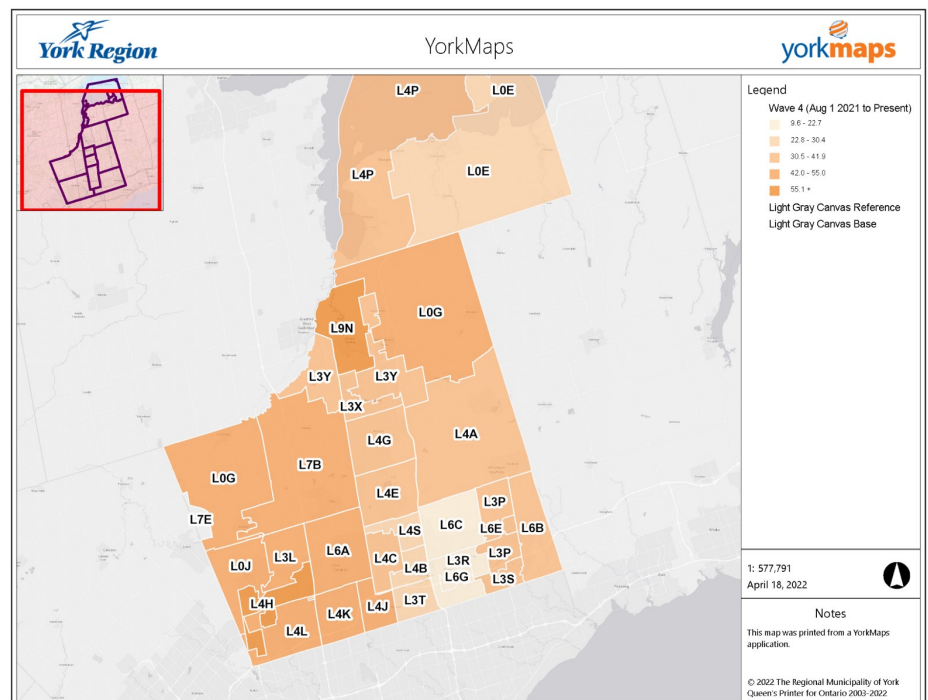 York Region
YorkMaps
yorkmaps
Legend
Wave 4 (Aug 1 2021 to Present)
9.6 - 22.7
22.8 - 30.4
30.5 - 41.9
42.0 - 55.0
55.1 +
Light Gray Canvas Reference
Light Gray Canvas Base
L4P
L0E
L4P
L0E
L0G
L9N
L3Y
L3Y
L3X
L4G
L4A
L7B
L0G
L4E
L7E
L3P
L6C
L4S
L6E
L6B
L6A
L3L
L0J
L4C
L3P
L3R
L4B
L6G
L3S
L4H
L3T
L4J
L4K
L4L
1: 577,791
April 18, 2022
Notes
This map was printed from a YorkMaps
application.
© 2022 The Regional Municipality of York
Queen's Printer for Ontario 2003-2022